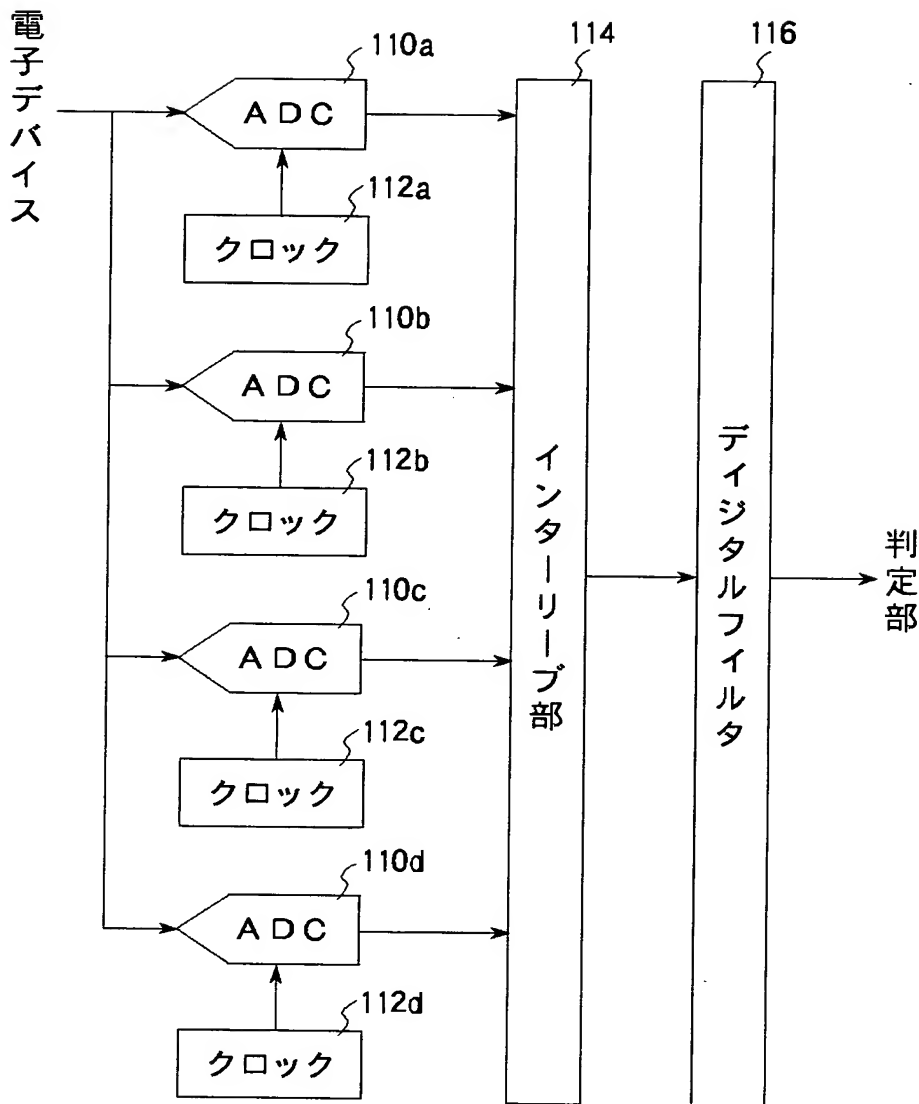 電子デバイス
110a
ADC
112a
クロック
110b
ADC
112b
クロック
110c
ADC
112c
クロック
110d
ADC
112d
クロック
114
インターリーブ部
116
ディジタルフィルタ
判定部